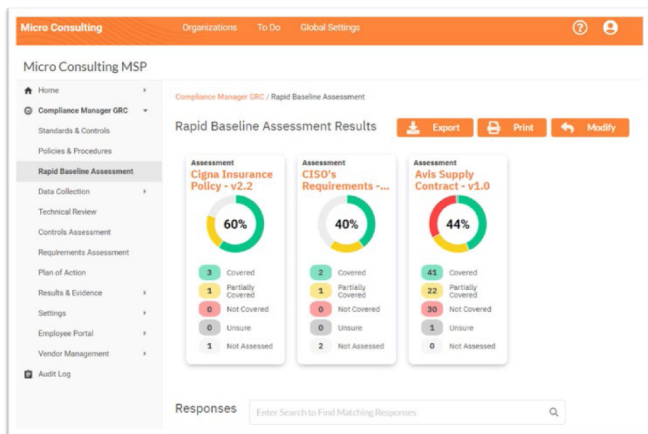 Micro Consulting
Organizations To Do Global Settings
Micro Consulting MSP
Home
Compliance Manager GRC
Standards & Controls
Policies & Procedures
Rapid Baseline Assessment
Data Collection
Technical Review
Controls Assessment
Requirements Assessment
Plan of Action
Results & Evidence
Settings
Employee Portal
Vendor Management
Audit Log
Compliance Manager GRC / Rapid Baseline Assessment
Rapid Baseline Assessment Results
Export Print Modify
Assessment
Cigna Insurance
Policy - v2.2
60%
3 Covered
1 Partially
Covered
0 Not Covered
0 Unsure
1 Not Assessed
Assessment
CISO's
Requirements -...
40%
2 Covered
1 Partially
Covered
0 Not Covered
0 Unsure
2 Not Assessed
Assessment
Avis Supply
Contract - v1.0
44%
41 Covered
22 Partially
Covered
30 Not Covered
1 Unsure
0 Not Assessed
Responses
Enter Search to Find Matching Responses